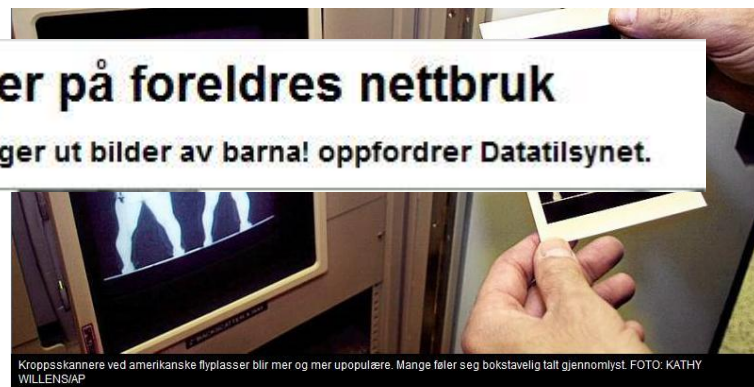 er på foreldres nettbruk
ger ut bilder av barna! oppfordrer Datatilsynet.
Kroppsskannere ved amerikanske flyplasser blir mer og mer upopulære. Mange føler seg bokstavelig talt gjennomlyst. FOTO: KATHY
WILLENS/AP